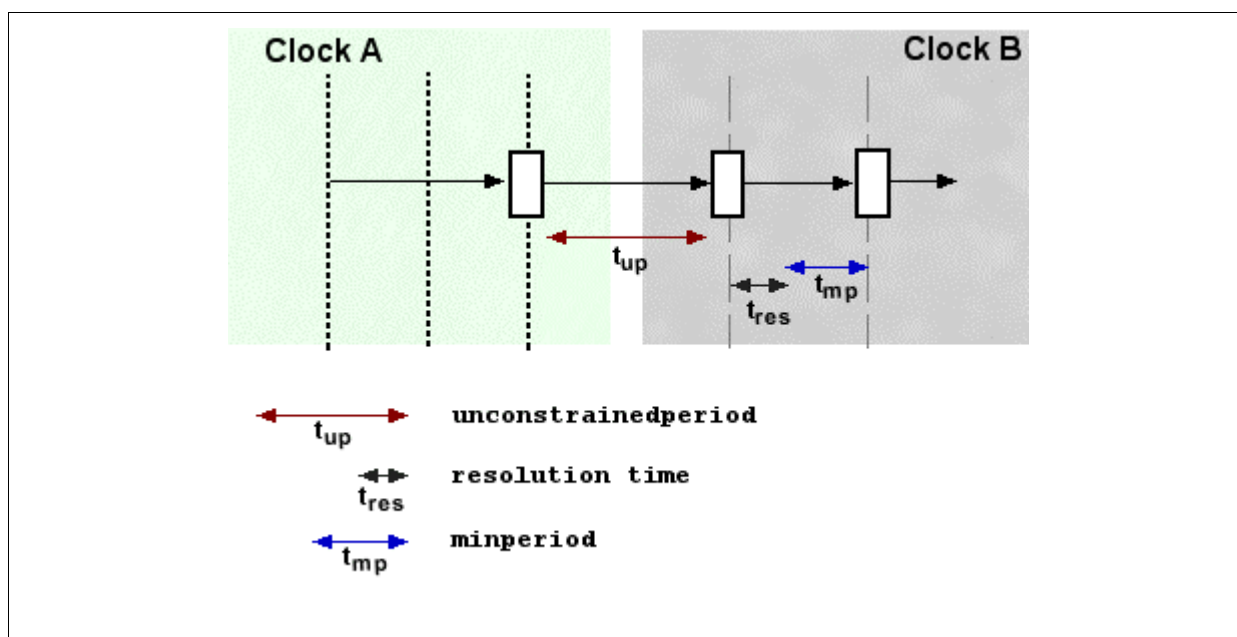 Clock A
Clock B
tup
tres
tmp
tup
unconstrainedperiod
tres
resolution time
tmp
minperiod